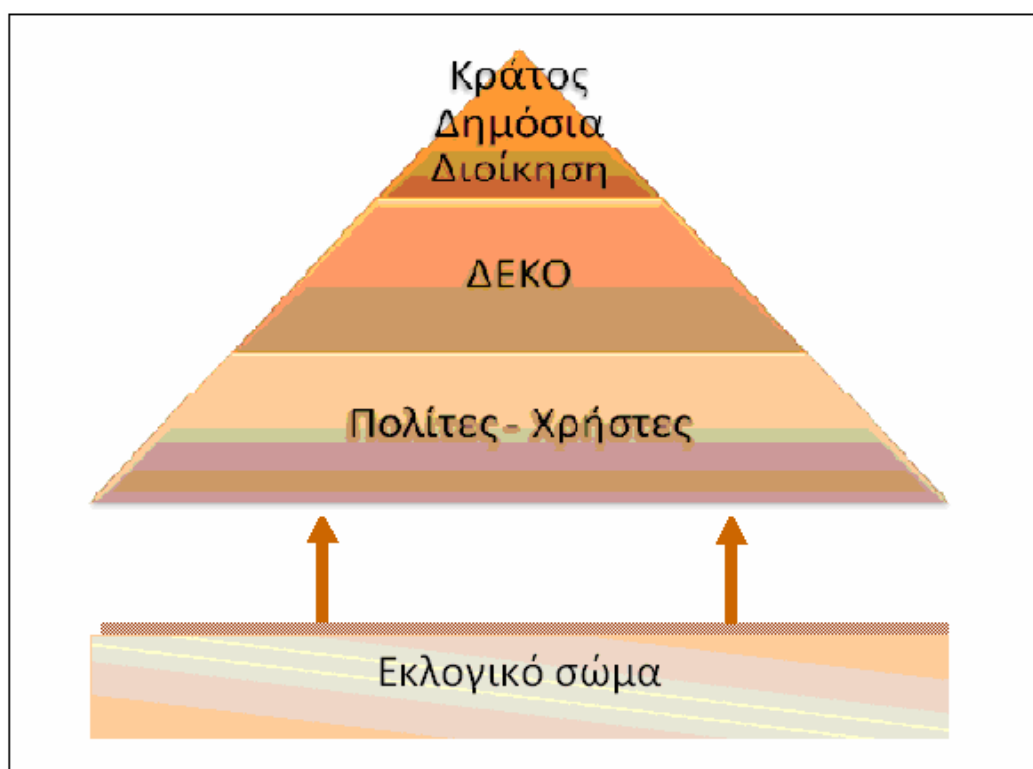 Κράτος
Δημόσια
Διοίκηση
ΔΕΚΟ
Πολίτες - Χρήστες
Εκλογικό σώμα